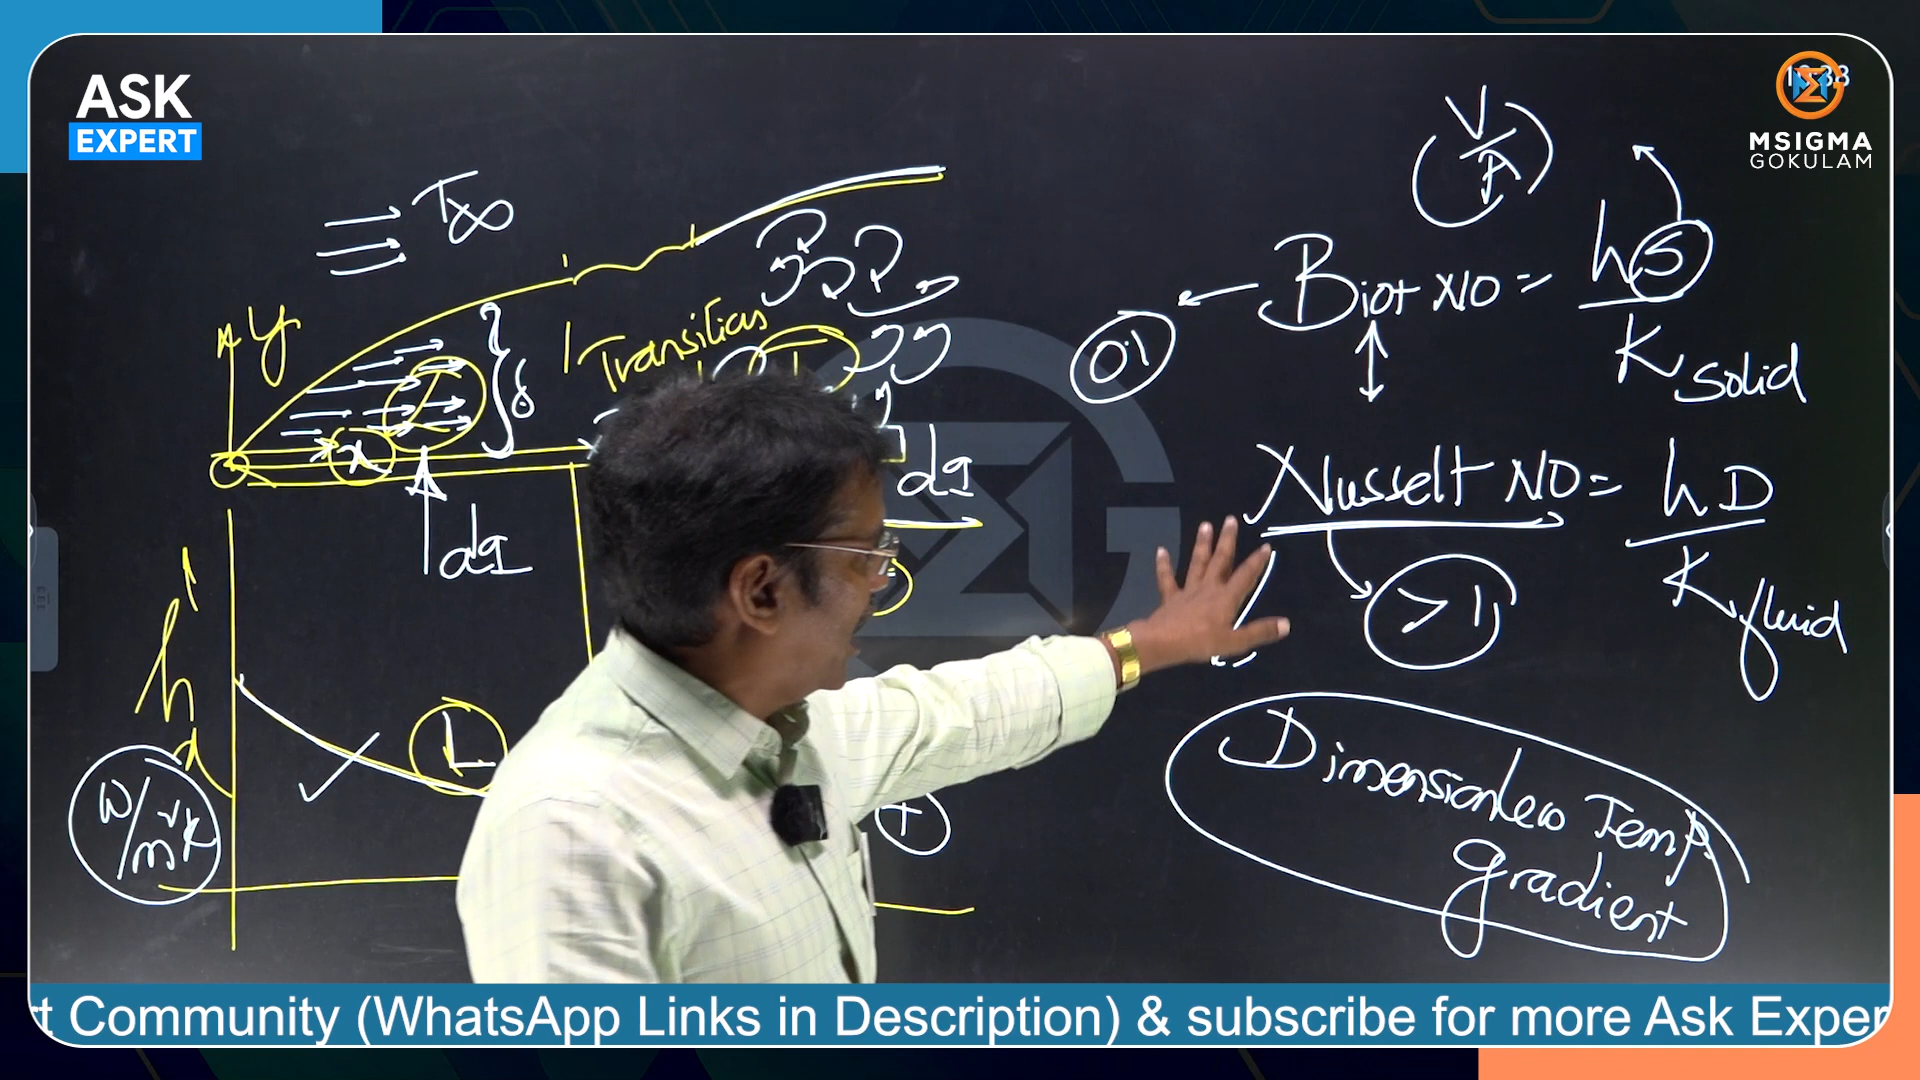 ASK
EXPERT
MSIGMA
GOKULAM
T∞
y
Transition
δ
x
dq
dq
h
L
W/m²k
T
V/A
Biot NO = hS/K solid
0.1
Nusselt NO = hD/K fluid
>1
Dimensionless Temp.
gradient
t Community (WhatsApp Links in Description) & subscribe for more Ask Exper